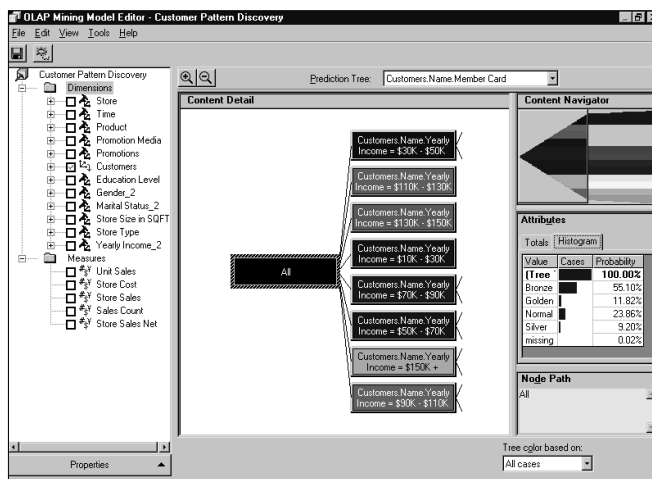 OLAP Mining Model Editor - Customer Pattern Discovery
File Edit View Tools Help
Customer Pattern Discovery
Dimensions
Store
Time
Product
Promotion Media
Promotions
Customers
Education Level
Gender_2
Marital Status_2
Store Size in SQFT
Store Type
Yearly Income_2
Measures
Unit Sales
Store Cost
Store Sales
Sales Count
Store Sales Net
Properties
Prediction Tree: Customers.Name.Member Card
Content Detail
All
Customers.Name.Yearly
Income = $30K - $50K
Customers.Name.Yearly
Income = $110K - $130K
Customers.Name.Yearly
Income = $130K - $150K
Customers.Name.Yearly
Income = $10K - $30K
Customers.Name.Yearly
Income = $70K - $90K
Customers.Name.Yearly
Income = $50K - $70K
Customers.Name.Yearly
Income = $150K +
Customers.Name.Yearly
Income = $90K - $110K
Content Navigator
Attributes
Totals Histogram
Value Cases Probability
(Tree 100.00%
Bronze 55.10%
Golden 11.82%
Normal 23.86%
Silver 9.20%
missing 0.02%
Node Path
All
Tree color based on:
All cases